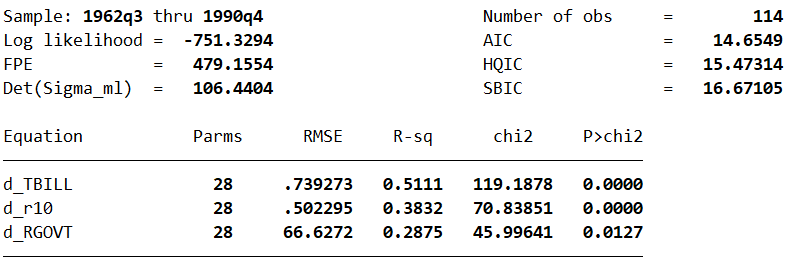 Sample: 1962q3 thru 1990q4 Number of obs = 114
Log likelihood = -751.3294 AIC = 14.6549
FPE = 479.1554 HQIC = 15.47314
Det(Sigma_ml) = 106.4404 SBIC = 16.67105
Equation Parms RMSE R-sq chi2 P>chi2
d_TBILL 28 .739273 0.5111 119.1878 0.0000
d_r10 28 .502295 0.3832 70.83851 0.0000
d_RGOVT 28 66.6272 0.2875 45.99641 0.0127